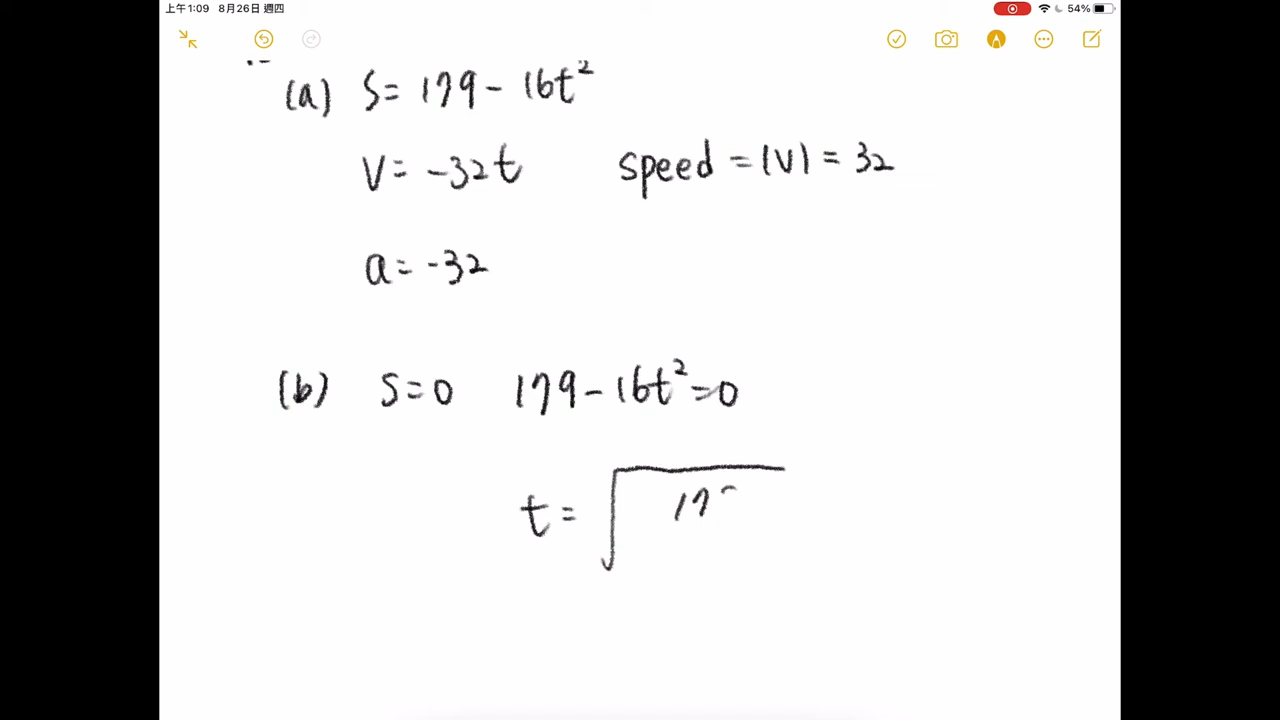 上午1:09 8月26日 週四 54%
(a) S= 179 - 16t²
V= -32t speed = |V| = 32
a= -32
(b) S=0 179-16t²=0
t= √17